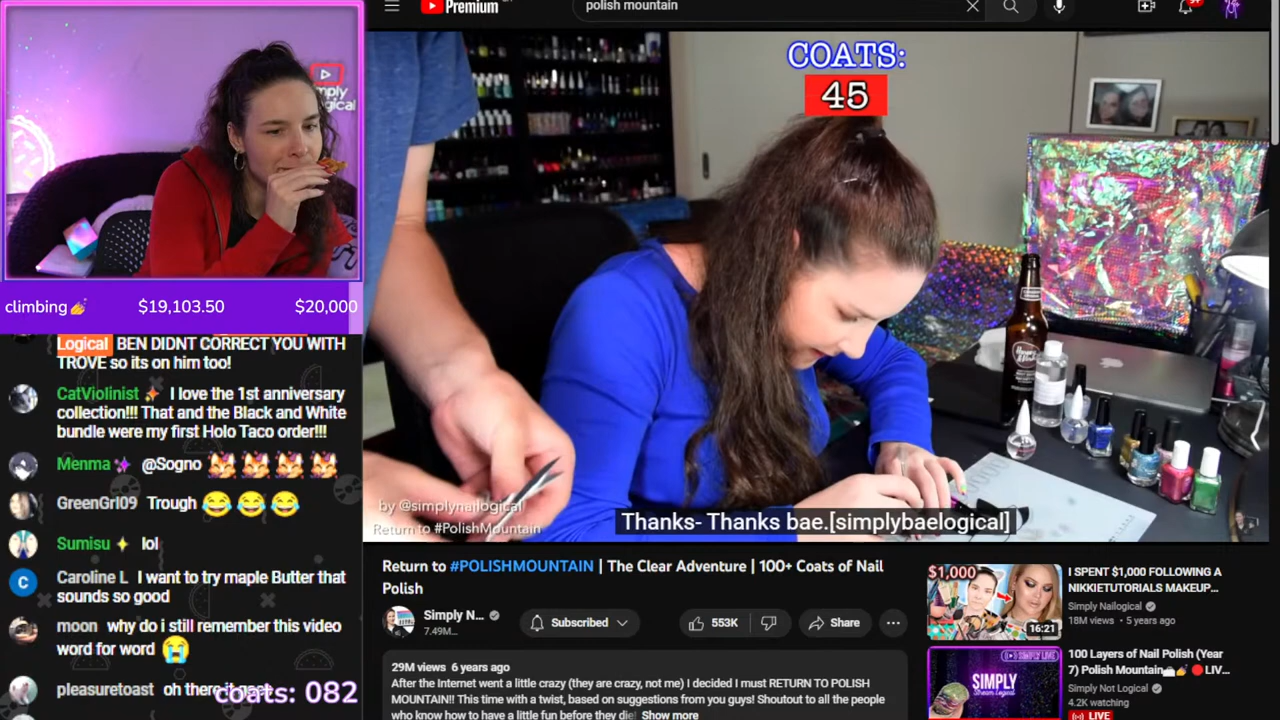 Premium
polish mountain
9+
mply
logical
COATS:
45
climbing💅 $19,103.50 $20,000
Logical BEN DIDNT CORRECT YOU WITH
TROVE so its on him too!
CatViolinist I love the 1st anniversary
collection!!! That and the Black and White
bundle were my first Holo Taco order!!!
Menma @Sogno
GreenGrl09 Trough 😂😂😂
Sumisu lol
C
Caroline L I want to try maple Butter that
sounds so good
moon why do i still remember this video
word for word 😭
pleasuretoast oh there
coats: 082
by @simplynailogical
Return to #PolishMountain
Thanks- Thanks bae.[simplybaelogical]
Return to #POLISHMOUNTAIN | The Clear Adventure | 100+ Coats of Nail
Polish
Simply N...
7.49M...
Subscribed
553K
Share
29M views 6 years ago
After the Internet went a little crazy (they are crazy, not me) I decided I must RETURN TO POLISH
MOUNTAIN!! This time with a twist, based on suggestions from you guys! Shoutout to all the people
who know how to have a little fun before they die! Show more
$1,000
16:21
I SPENT $1,000 FOLLOWING A
NIKKIETUTORIALS MAKEUP...
Simply Nailogical
18M views • 5 years ago
SIMPLY LIVE
SIMPLY
100 Layers of Nail Polish (Year
7) Polish Mountain🏔💅🔴LIV...
Simply Not Logical
4.2K watching
LIVE